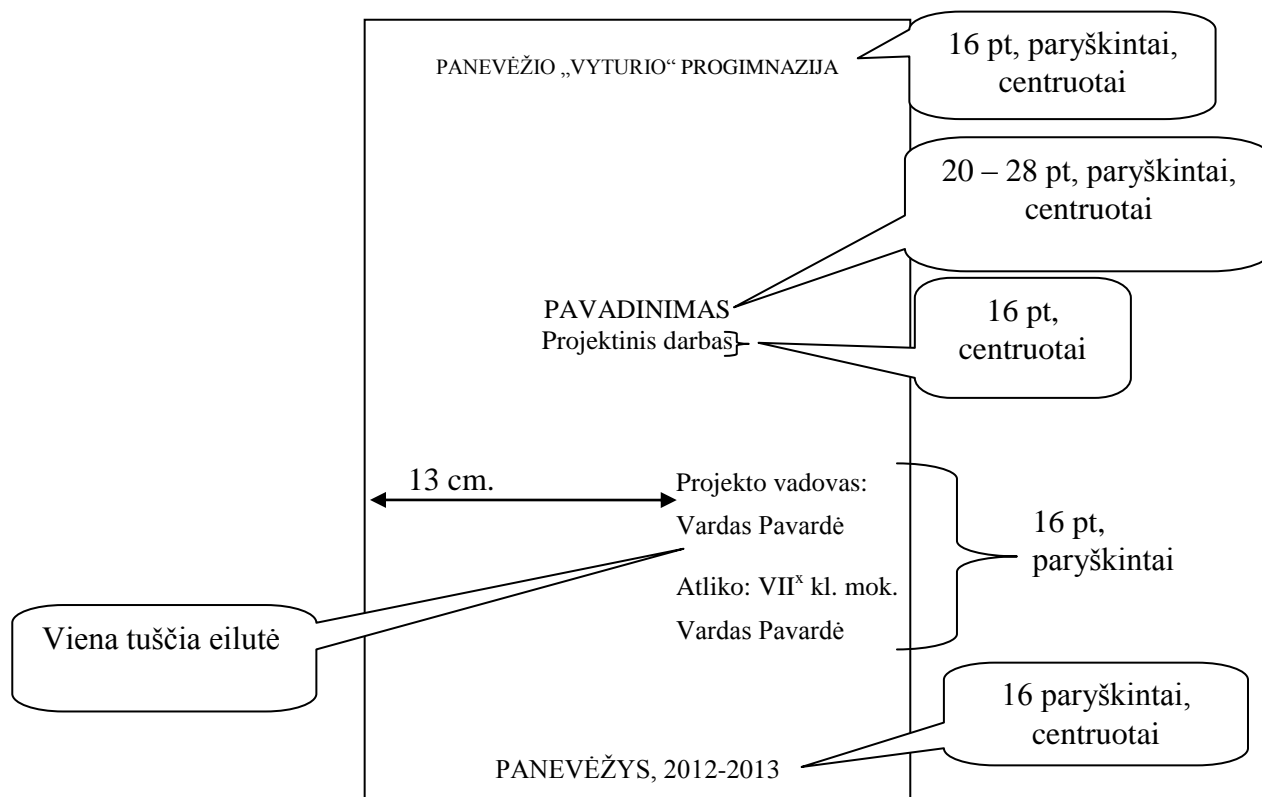 PANEVĖŽIO „VYTURIO“ PROGIMNAZIJA
16 pt, paryškintai,
centruotai
20 – 28 pt, paryškintai,
centruotai
PAVADINIMAS
Projektinis darbas
16 pt,
centruotai
13 cm.
Projekto vadovas:
Vardas Pavardė
Atliko: VIIˣ kl. mok.
Vardas Pavardė
16 pt,
paryškintai
Viena tuščia eilutė
16 paryškintai,
centruotai
PANEVĖŽYS, 2012-2013